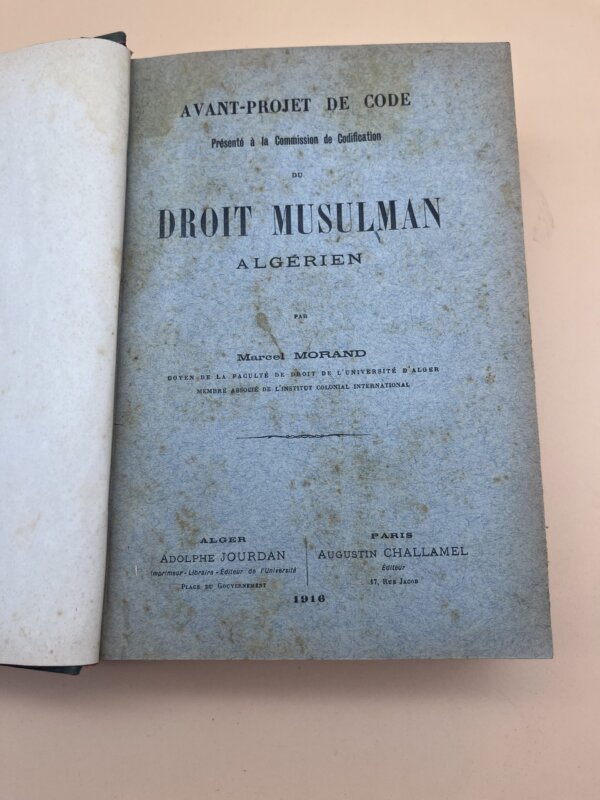 AVANT-PROJET DE CODE
Présenté à la Commission de Codification
DU
DROIT MUSULMAN
ALGÉRIEN
PAR
Marcel MORAND
DOYEN DE LA FACULTÉ DE DROIT DE L'UNIVERSITÉ D'ALGER
MEMBRE ASSOCIÉ DE L'INSTITUT COLONIAL INTERNATIONAL
ALGER
ADOLPHE JOURDAN
Imprimeur-Libraire-Éditeur de l'Université
PLACE DU GOUVERNEMENT
PARIS
AUGUSTIN CHALLAMEL
Éditeur
17, RUE JACOB
1916